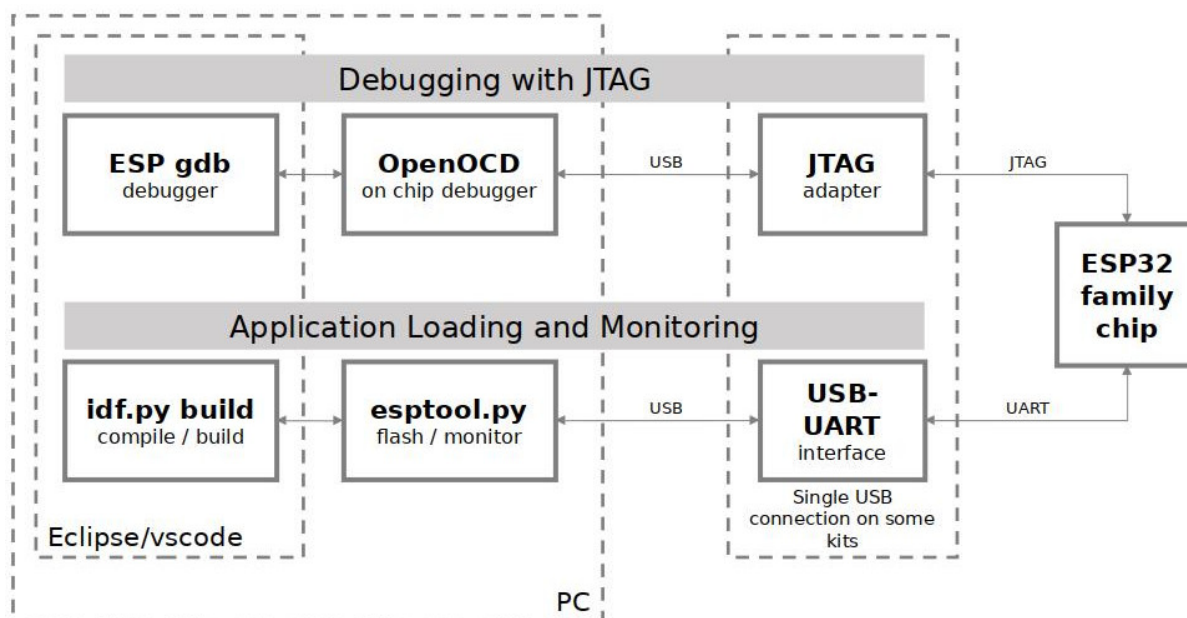 Debugging with JTAG
ESP gdb
debugger
OpenOCD
on chip debugger
USB
JTAG
adapter
JTAG
ESP32
family
chip
Application Loading and Monitoring
idf.py build
compile / build
esptool.py
flash / monitor
USB
USB-
UART
interface
UART
Single USB
connection on some
kits
Eclipse/vscode
PC